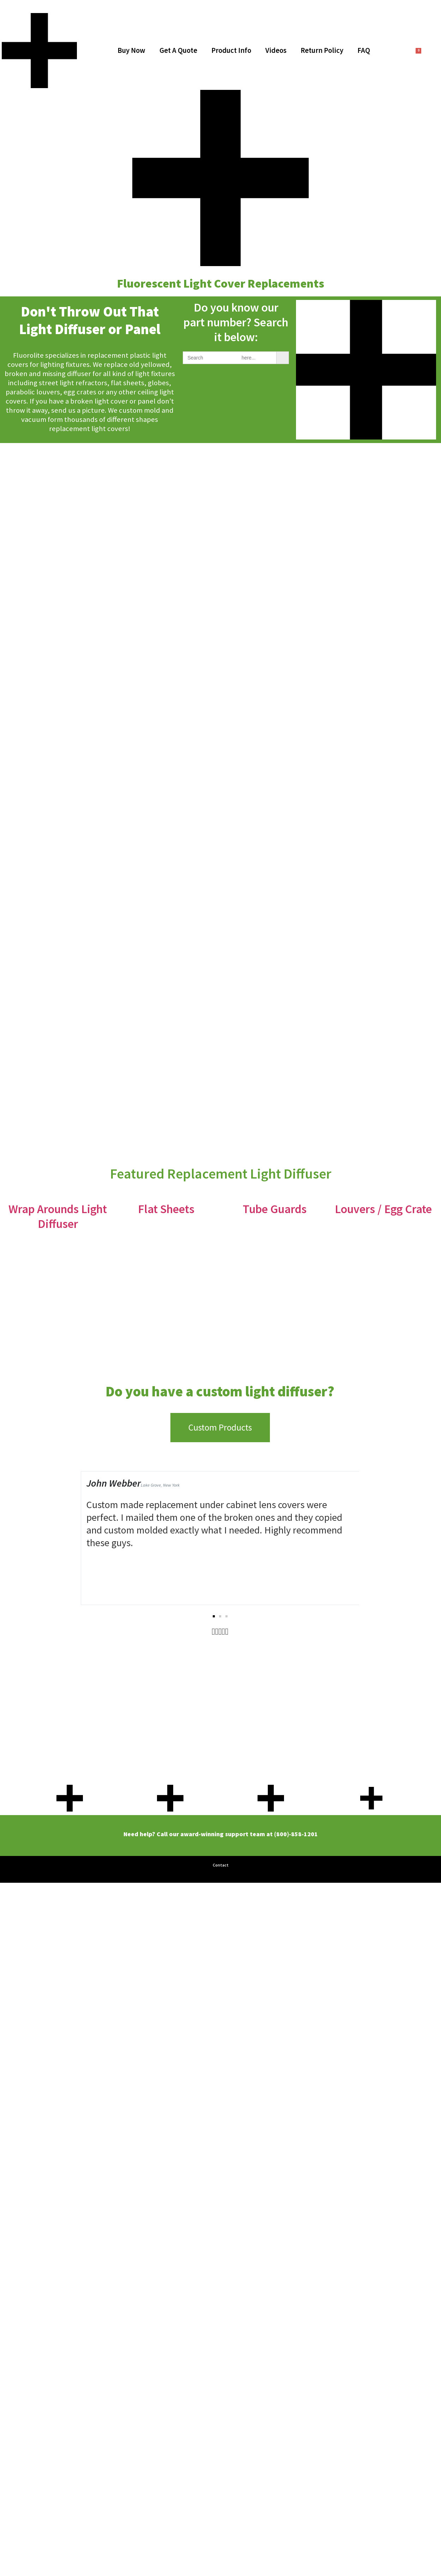 Buy Now Get A Quote Product Info Videos Return Policy FAQ
Fluorescent Light Cover Replacements
Don't Throw Out That
Light Diffuser or Panel
Fluorolite specializes in replacement plastic light
covers for lighting fixtures. We replace old yellowed,
broken and missing diffuser for all kind of light fixtures
including street light refractors, flat sheets, globes,
parabolic louvers, egg crates or any other ceiling light
covers. If you have a broken light cover or panel don't
throw it away, send us a picture. We custom mold and
vacuum form thousands of different shapes
replacement light covers!
Do you know our
part number? Search
it below:
Search here...
Featured Replacement Light Diffuser
Wrap Arounds Light
Diffuser
Flat Sheets
Tube Guards
Louvers / Egg Crate
Do you have a custom light diffuser?
Custom Products
John Webber Lake Grove, New York
Custom made replacement under cabinet lens covers were
perfect. I mailed them one of the broken ones and they copied
and custom molded exactly what I needed. Highly recommend
these guys.
Need help? Call our award-winning support team at (800)-858-1201
Contact